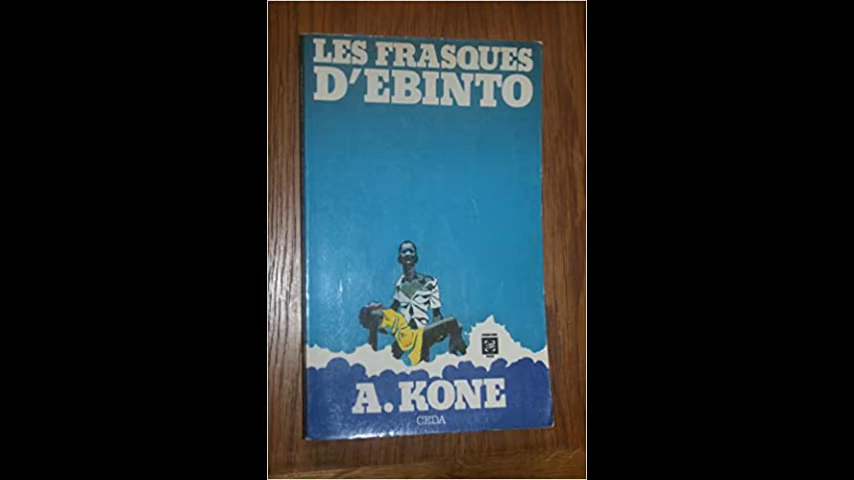 LES FRASQUES
D'EBINTO
A. KONE
CEDA